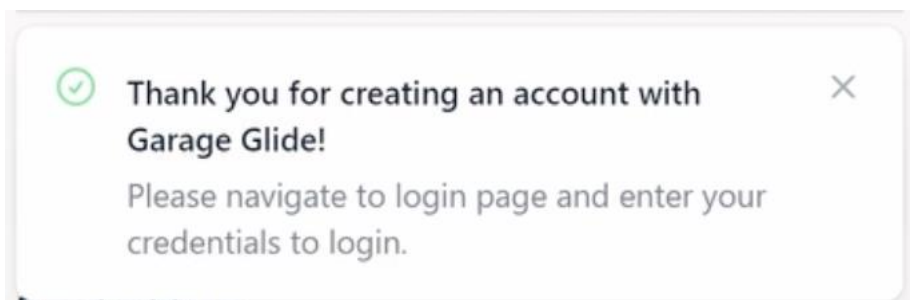 Thank you for creating an account with
Garage Glide!
Please navigate to login page and enter your
credentials to login.